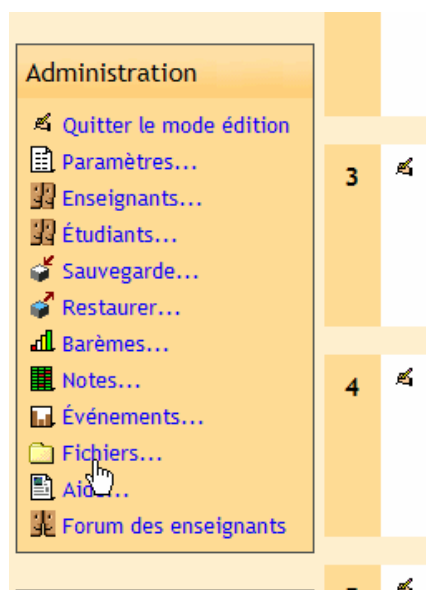 Administration
Quitter le mode édition
Paramètres...
Enseignants...
Étudiants...
Sauvegarde...
Restaurer...
Barèmes...
Notes...
Événements...
Fichiers...
Forum des enseignants
3
4